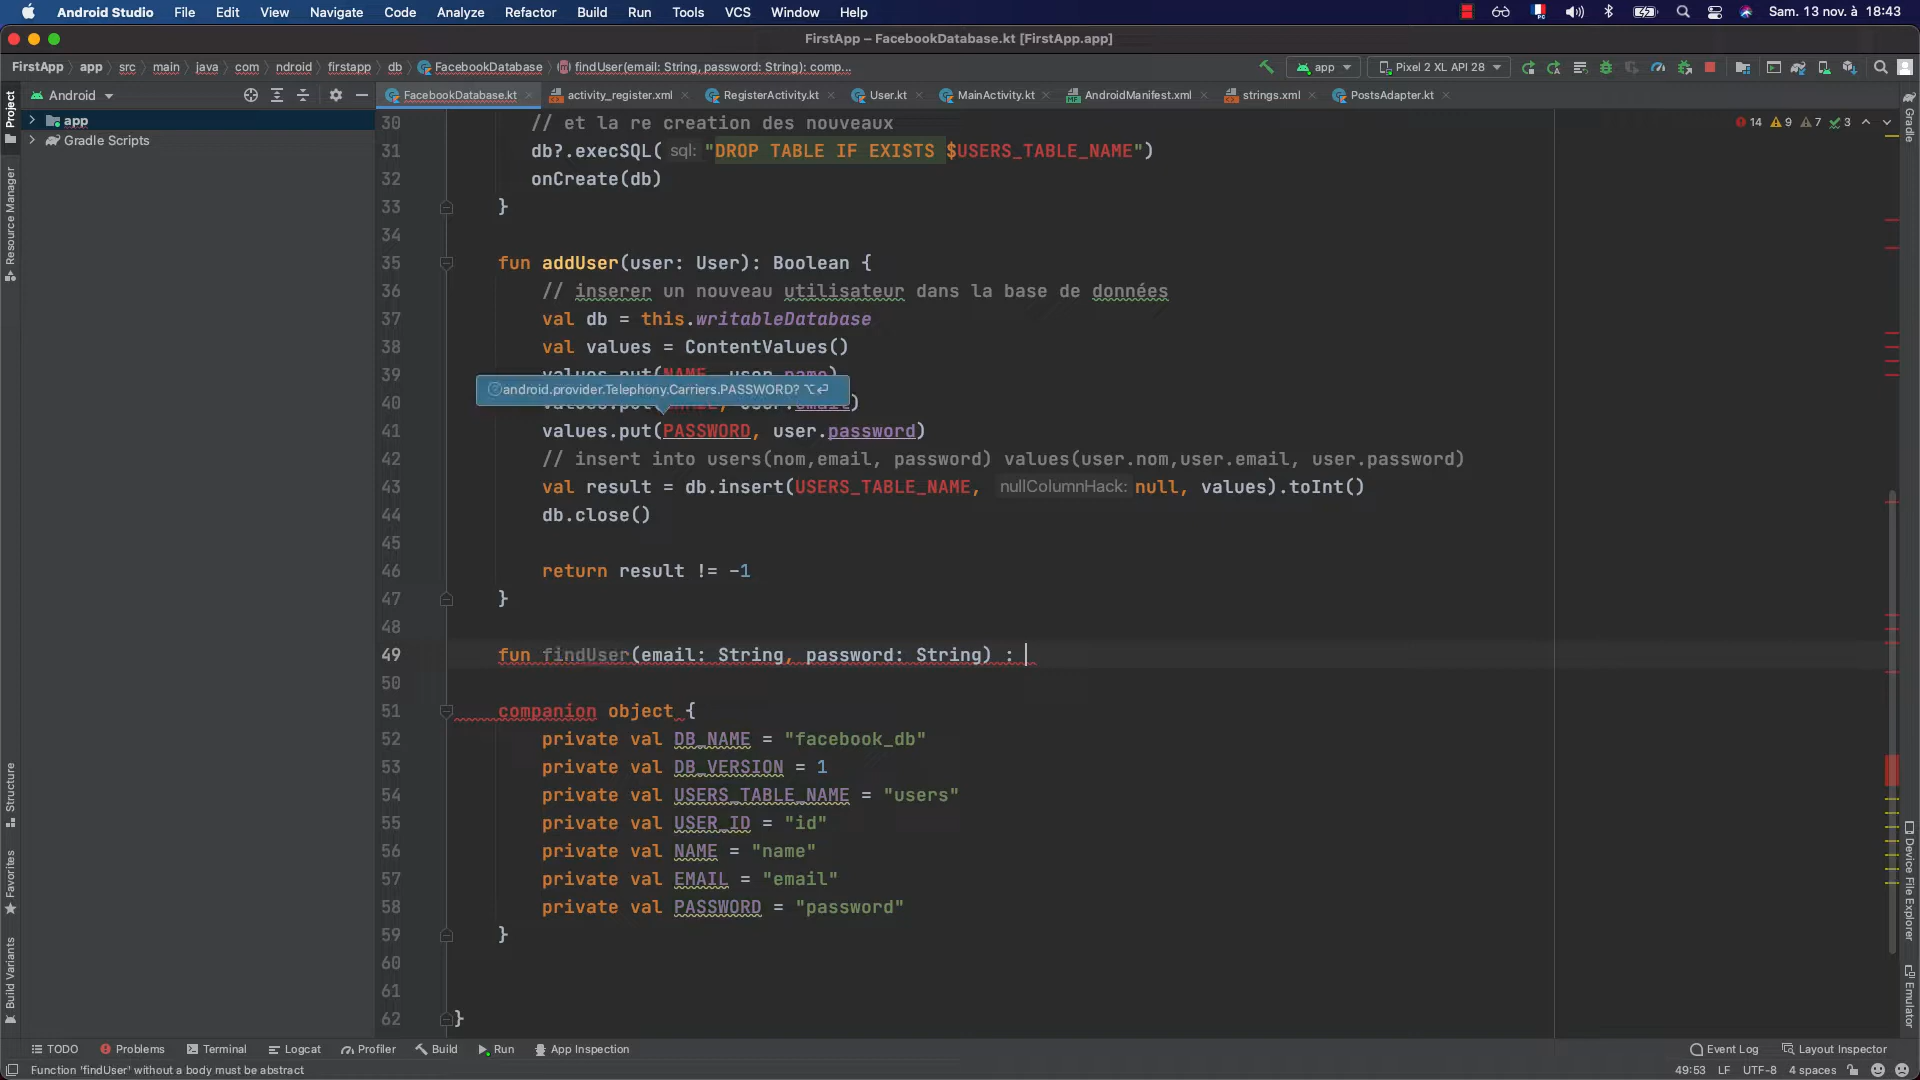 Android Studio File Edit View Navigate Code Analyze Refactor Build Run Tools VCS Window Help Sam. 13 nov. à 18:43
FirstApp – FacebookDatabase.kt [FirstApp.app]
FirstApp app src main java com ndroid firstapp db FacebookDatabase findUser(email: String, password: String): comp... app Pixel 2 XL API 28
Android FacebookDatabase.kt activity_register.xml RegisterActivity.kt User.kt MainActivity.kt AndroidManifest.xml strings.xml PostsAdapter.kt
app
Gradle Scripts
Project
Resource Manager
Structure
Favorites
Build Variants
Gradle
Device File Explorer
Emulator
14 9 7 3
30 // et la re creation des nouveaux
31 db?.execSQL( sql: "DROP TABLE IF EXISTS $USERS_TABLE_NAME")
32 onCreate(db)
33 }
34
35 fun addUser(user: User): Boolean {
36 // inserer un nouveau utilisateur dans la base de données
37 val db = this.writableDatabase
38 val values = ContentValues()
39 values.put(NAME, user.name)
android.provider.Telephony.Carriers.PASSWORD? ⌥⏎
40 values.put(EMAIL, user.email)
41 values.put(PASSWORD, user.password)
42 // insert into users(nom,email, password) values(user.nom,user.email, user.password)
43 val result = db.insert(USERS_TABLE_NAME, nullColumnHack: null, values).toInt()
44 db.close()
45
46 return result != -1
47 }
48
49 fun findUser(email: String, password: String) :
50
51 companion object {
52 private val DB_NAME = "facebook_db"
53 private val DB_VERSION = 1
54 private val USERS_TABLE_NAME = "users"
55 private val USER_ID = "id"
56 private val NAME = "name"
57 private val EMAIL = "email"
58 private val PASSWORD = "password"
59 }
60
61
62 }
TODO Problems Terminal Logcat Profiler Build Run App Inspection Event Log Layout Inspector
Function 'findUser' without a body must be abstract 49:53 LF UTF-8 4 spaces